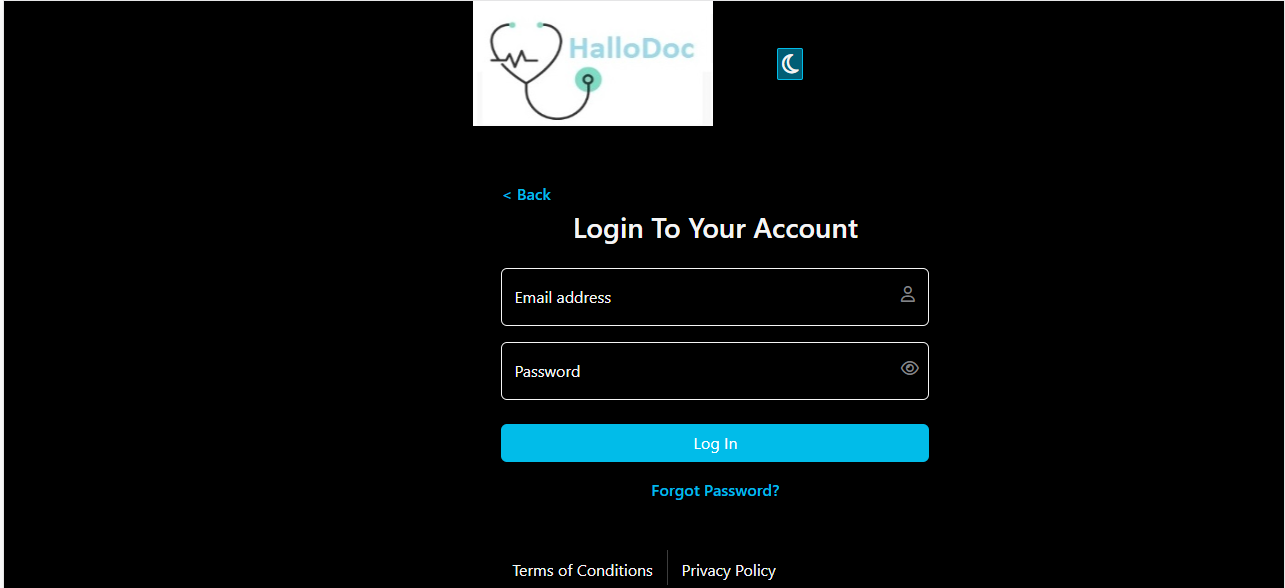 HalloDoc
< Back
Login To Your Account
Email address
Password
Log In
Forgot Password?
Terms of Conditions
Privacy Policy